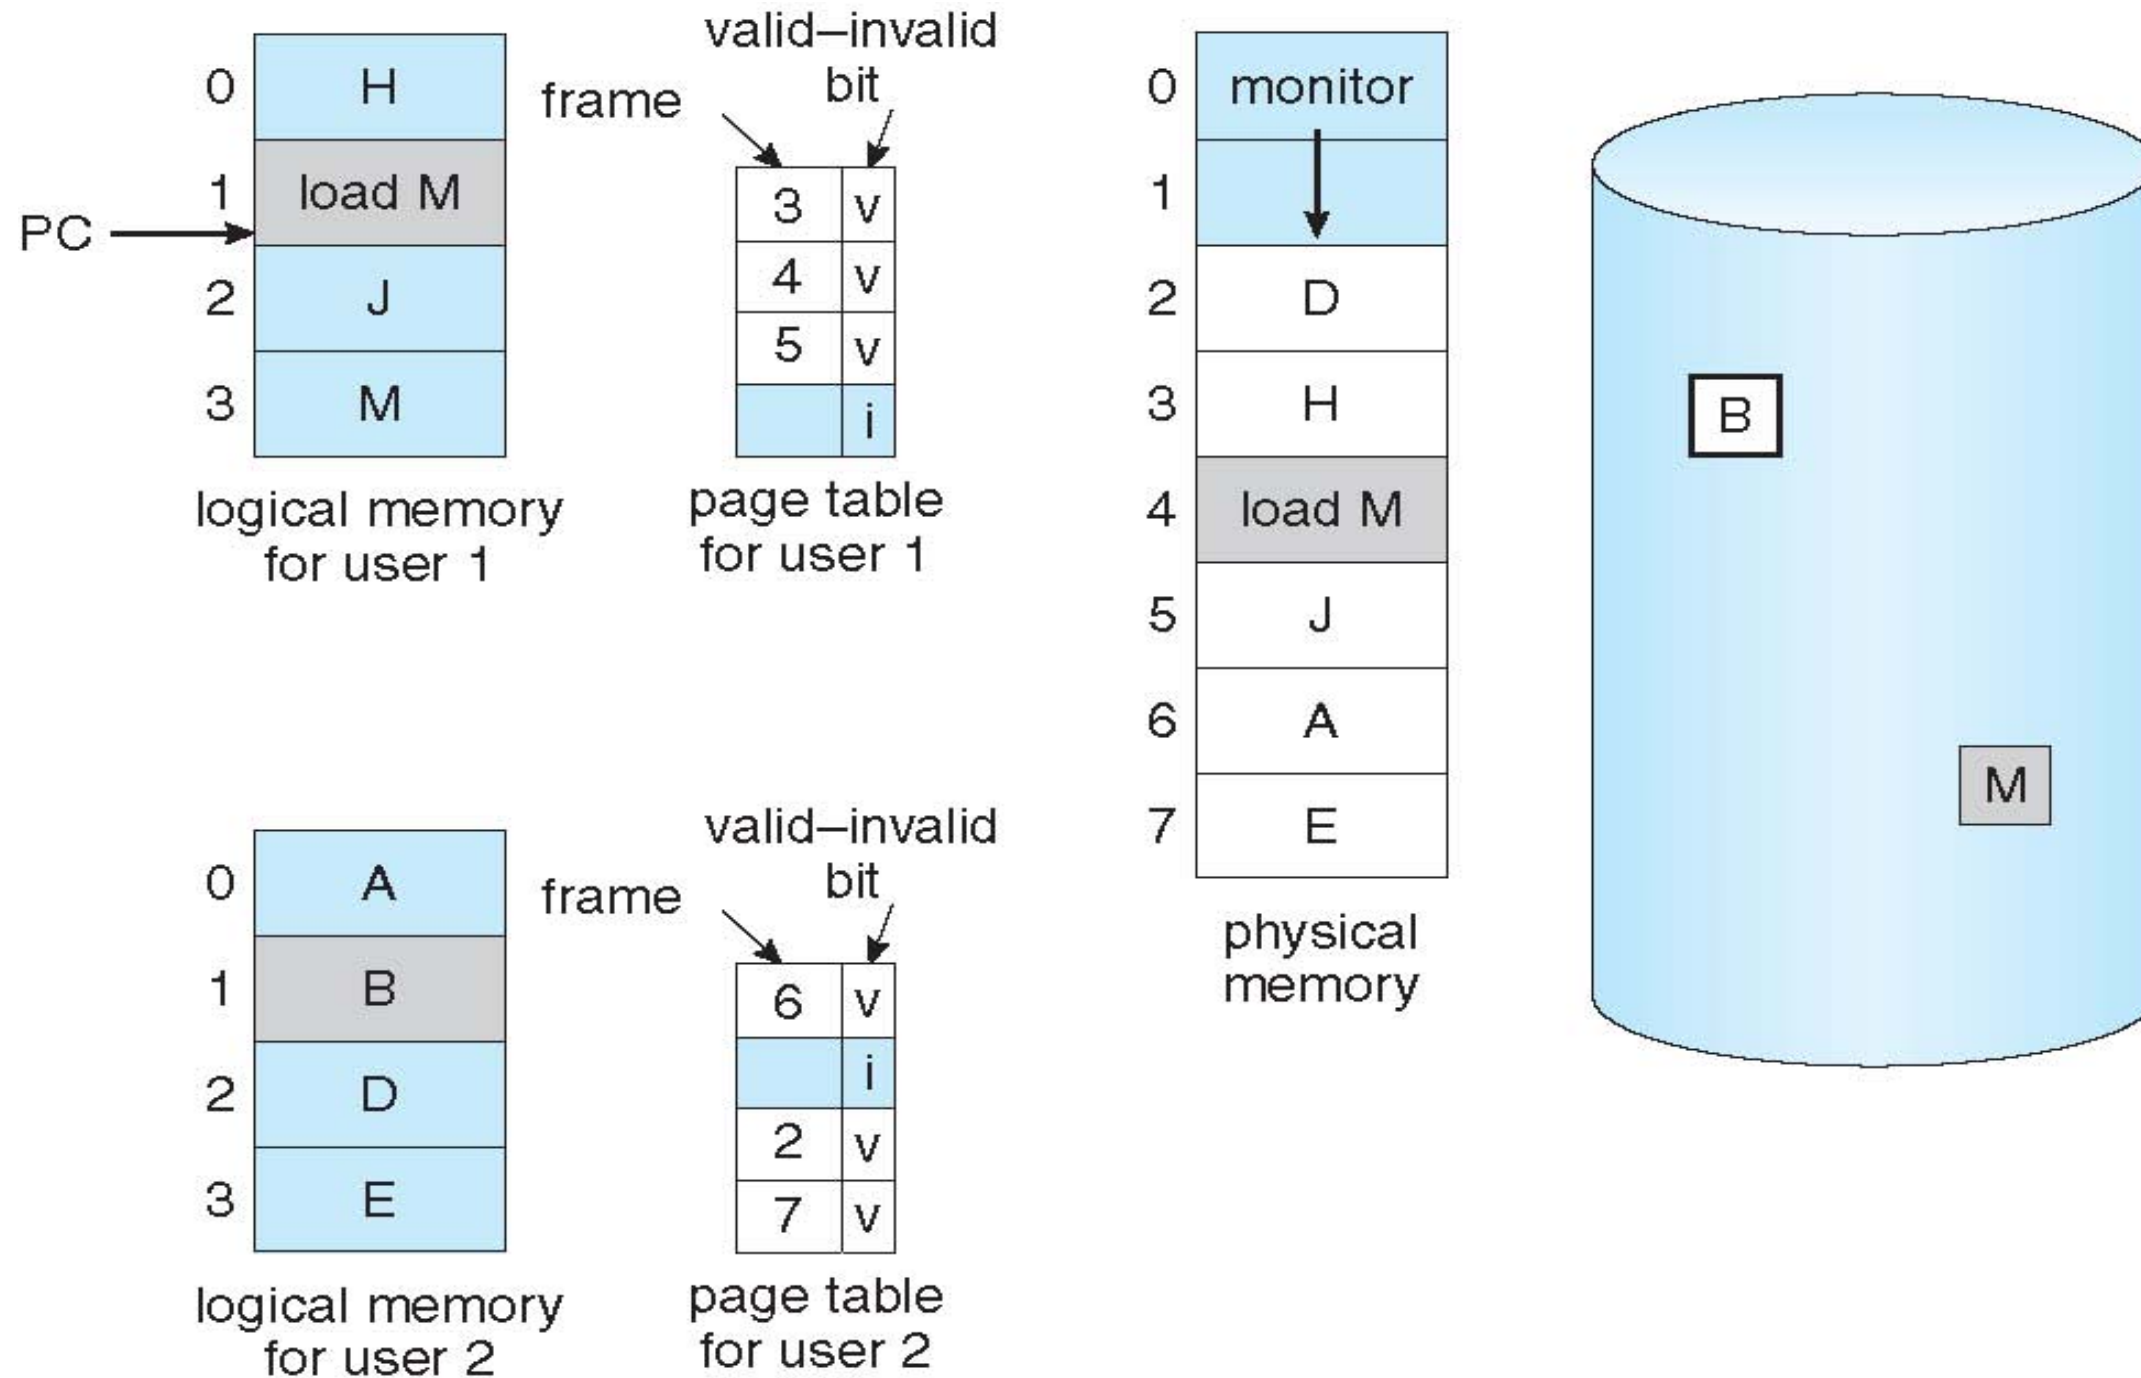 valid–invalid
bit
frame
0 H
1 load M
PC
2 J
3 M
3 v
4 v
5 v
i
logical memory
for user 1
page table
for user 1
0 monitor
1
2 D
3 H
4 load M
5 J
6 A
7 E
physical
memory
B
M
valid–invalid
bit
frame
0 A
1 B
2 D
3 E
6 v
i
2 v
7 v
logical memory
for user 2
page table
for user 2